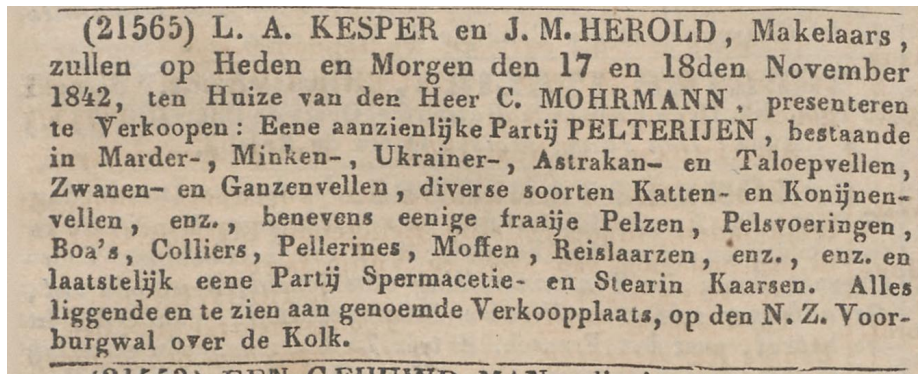 (21565) L. A. KESPER en J. M. HEROLD, Makelaars,
zullen op Heden en Morgen den 17 en 18den November
1842, ten Huize van den Heer C. MOHRMANN, presenteren
te Verkoopen: Eene aanzienlijke Partij PELTERIJEN, bestaande
in Marder-, Minken-, Ukrainer-, Astrakan- en Taloepvellen,
Zwanen- en Ganzenvellen, diverse soorten Katten- en Konijnen-
vellen, enz., benevens eenige fraaije Pelzen, Pelsvoeringen,
Boa's, Colliers, Pellerines, Moffen, Reislaarzen, enz., enz. en
laatstelijk eene Partij Spermacetie- en Stearin Kaarsen. Alles
liggende en te zien aan genoemde Verkoopplaats, op den N. Z. Voor-
burgwal over de Kolk.